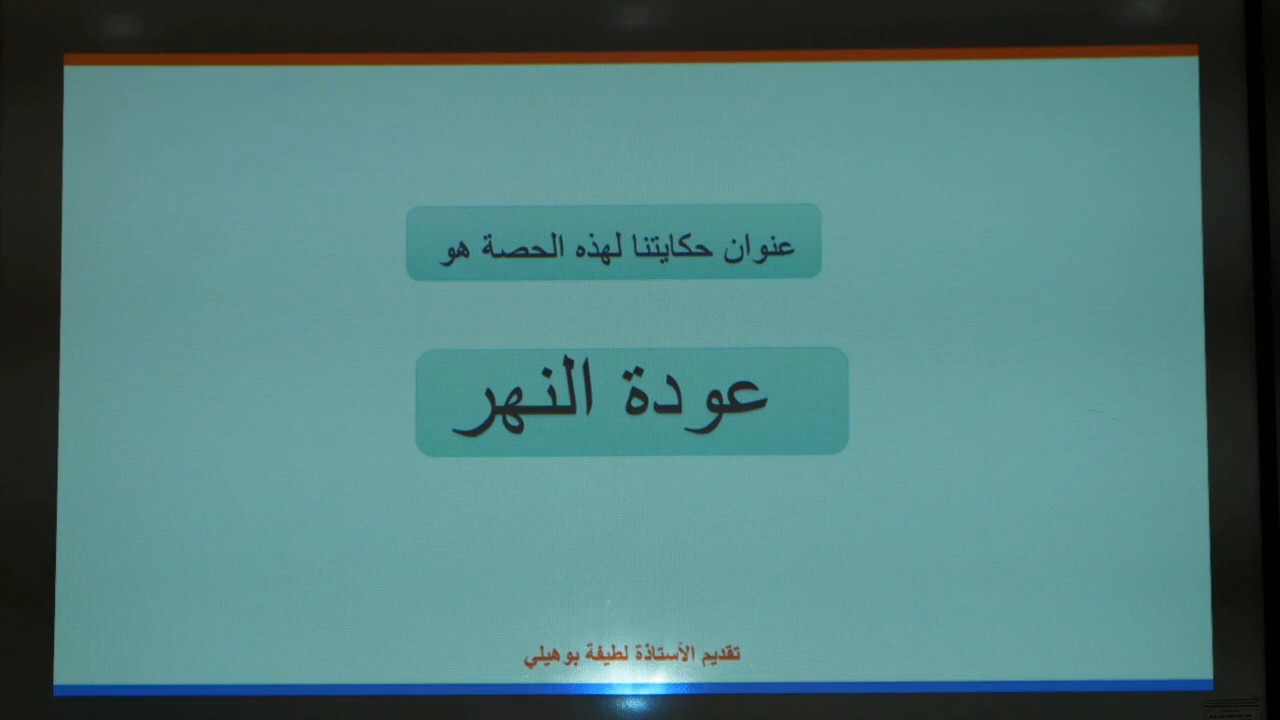 عنوان حكايتنا لهذه الحصة هو
عودة النهر
تقديم الأستاذة لطيفة بوهيلي